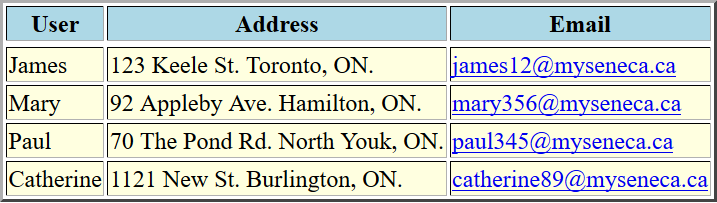 User Address Email
James 123 Keele St. Toronto, ON. james12@myseneca.ca
Mary 92 Appleby Ave. Hamilton, ON. mary356@myseneca.ca
Paul 70 The Pond Rd. North Youk, ON. paul345@myseneca.ca
Catherine 1121 New St. Burlington, ON. catherine89@myseneca.ca